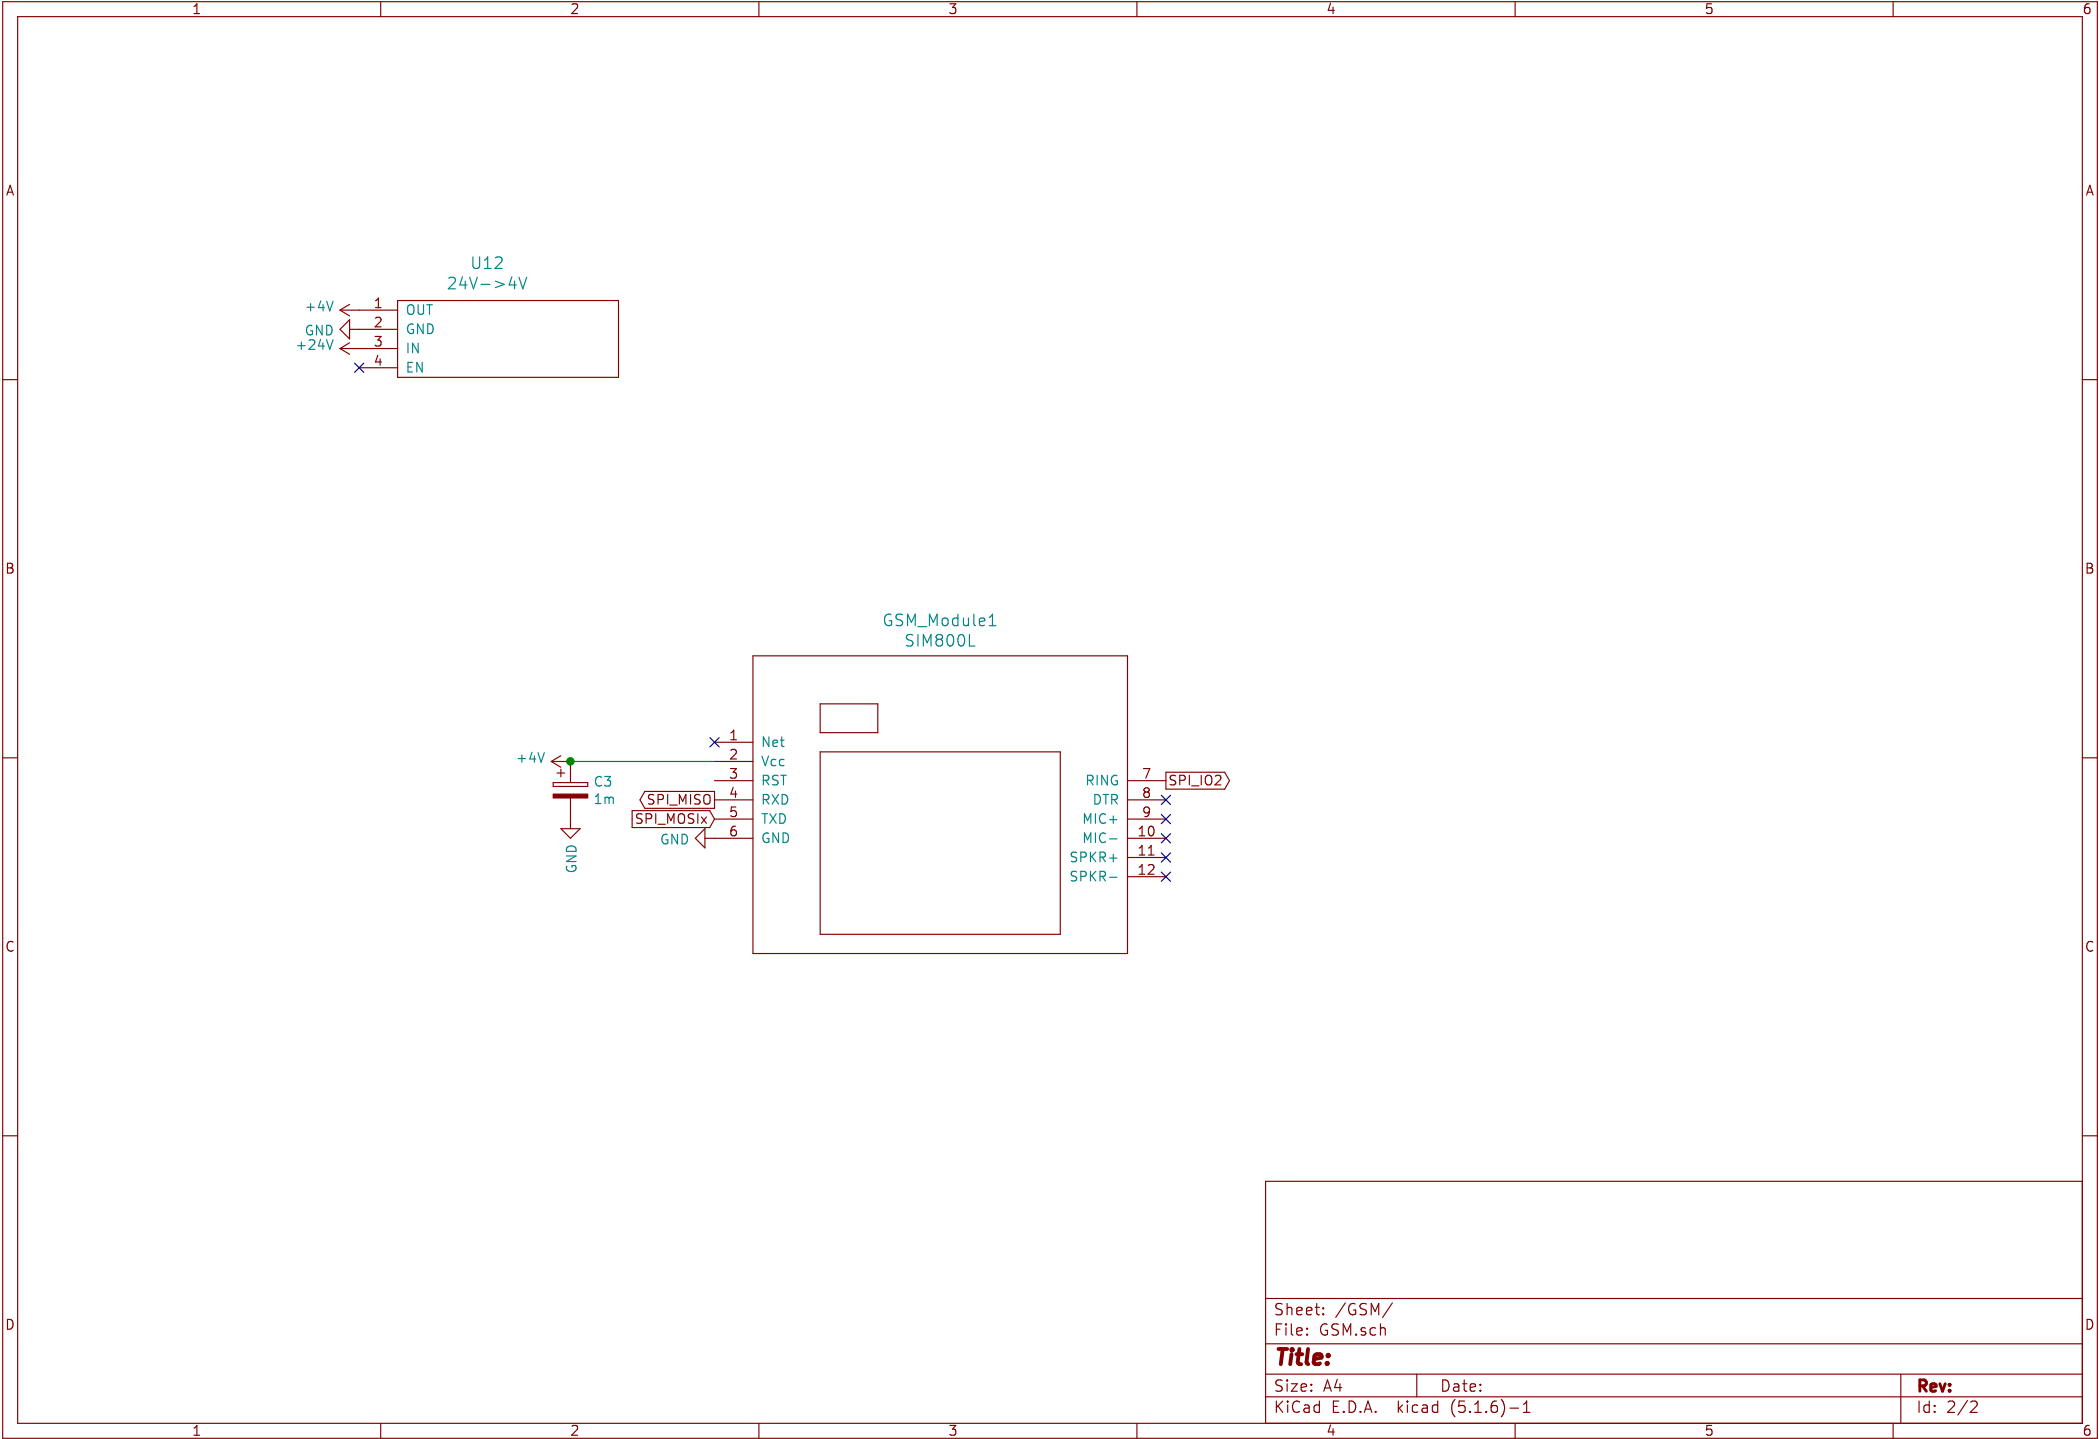 1 2 3 4 5 6
A A
U12
24V->4V
+4V 1 OUT
GND 2 GND
+24V 3 IN
4 EN
B B
GSM_Module1
SIM800L
1 Net
+4V 2 Vcc
+
C3 3 RST RING 7 SPI_IO2
1m SPI_MISO 4 RXD DTR 8
SPI_MOSIx 5 TXD MIC+ 9
GND 6 GND MIC- 10
GND SPKR+ 11
SPKR- 12
C C
Sheet: /GSM/
File: GSM.sch
D D
Title:
Size: A4 Date: Rev:
KiCad E.D.A. kicad (5.1.6)-1 Id: 2/2
1 2 3 4 5 6